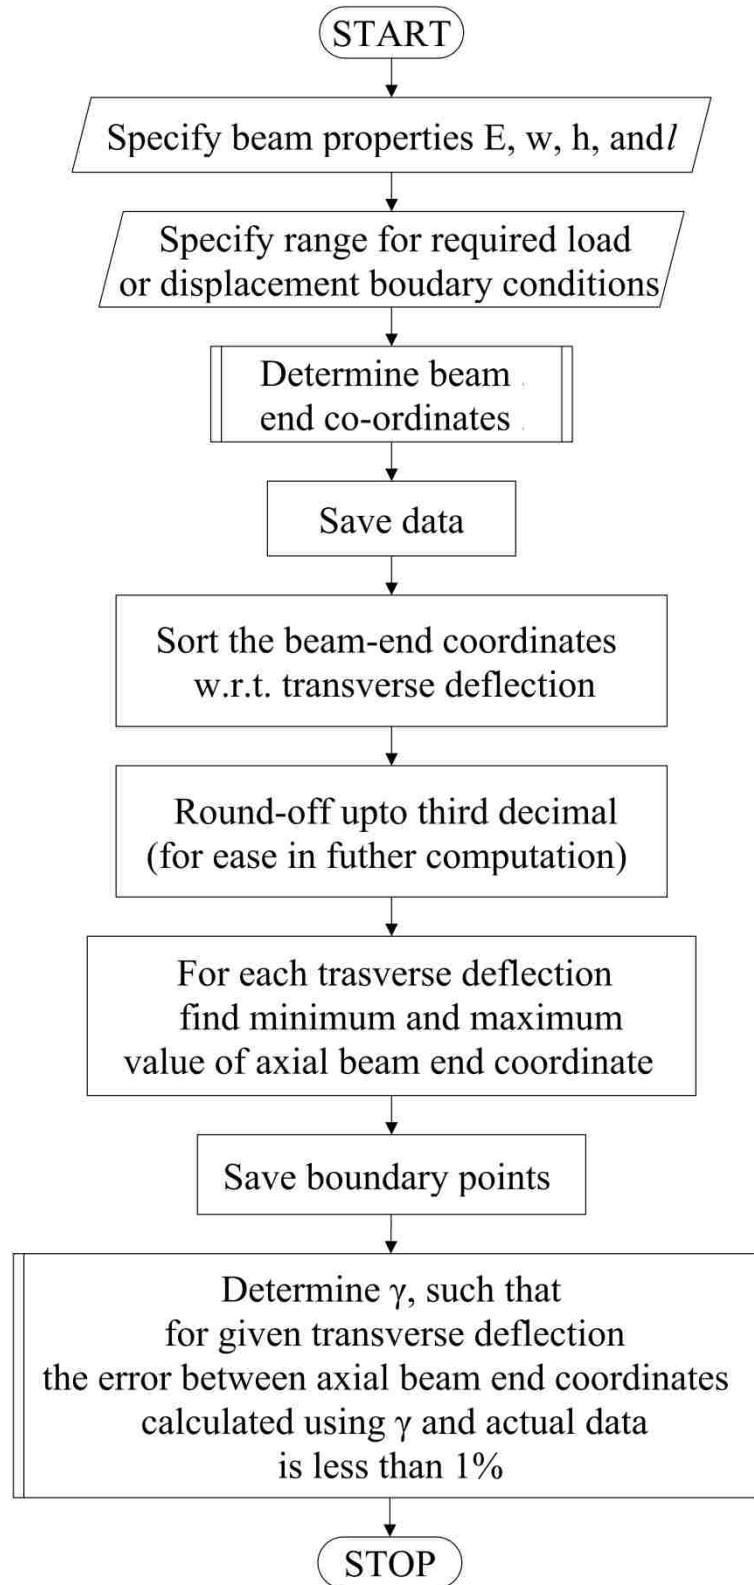 START
Specify beam properties E, w, h, and l
Specify range for required load
or displacement boudary conditions
Determine beam
end co-ordinates
Save data
Sort the beam-end coordinates
w.r.t. transverse deflection
Round-off upto third decimal
(for ease in futher computation)
For each trasverse deflection
find minimum and maximum
value of axial beam end coordinate
Save boundary points
Determine γ, such that
for given transverse deflection
the error between axial beam end coordinates
calculated using γ and actual data
is less than 1%
STOP